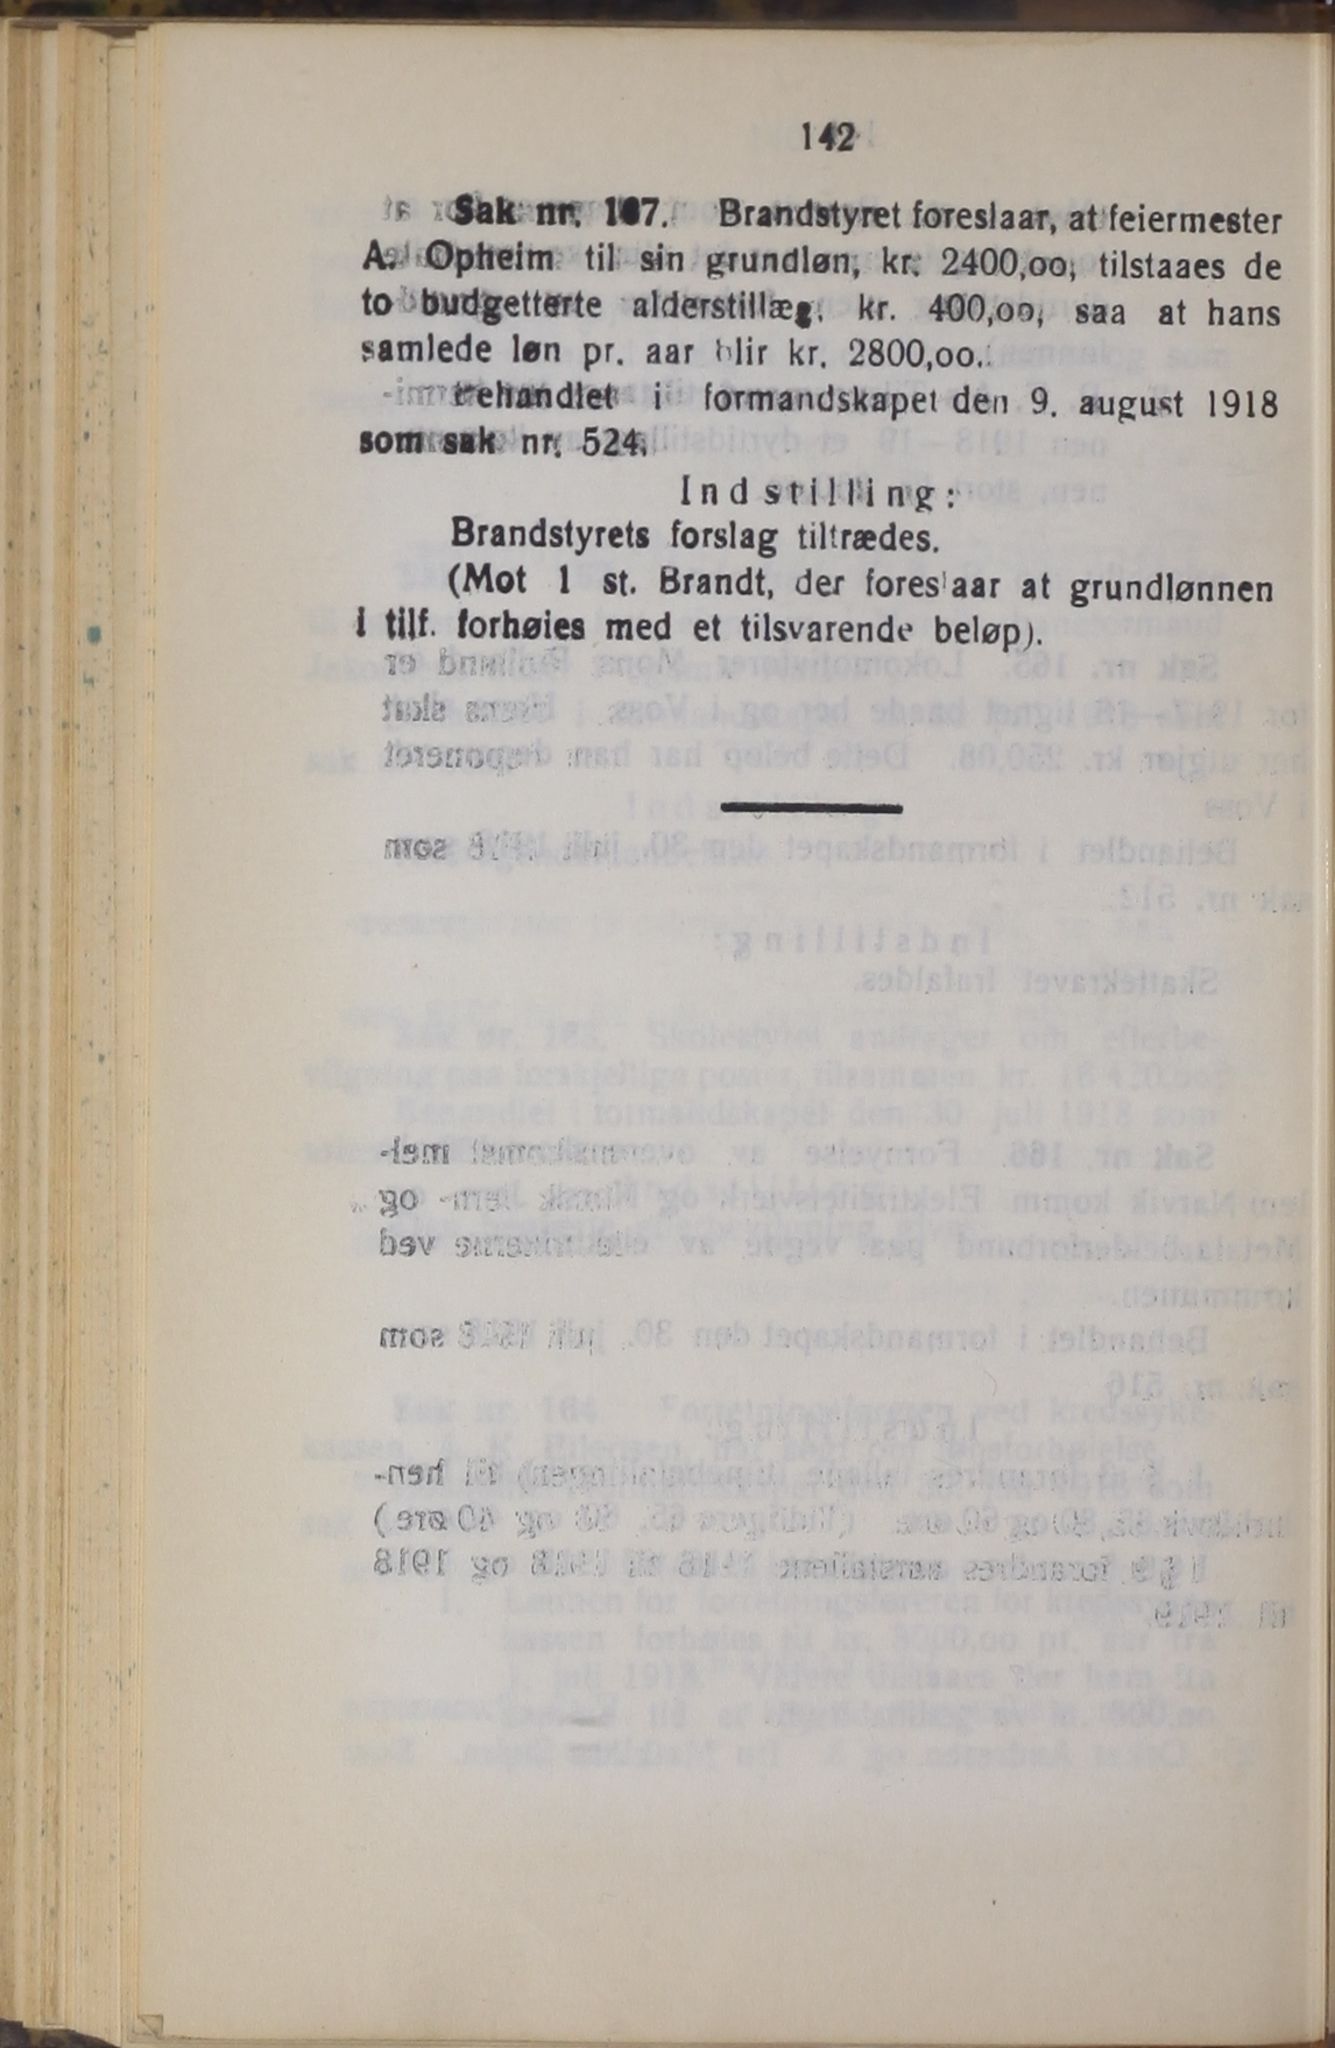 142
Sak nr. 167. Brandstyret foreslaar, at feiermester
A. Opheim til sin grundløn, kr. 2400,oo, tilstaaes de
to budgetterte alderstillæg, kr. 400,oo, saa at hans
samlede løn pr. aar blir kr. 2800,oo.
Behandlet i formandskapet den 9. august 1918
som sak nr. 524.
Indstilling:
Brandstyrets forslag tiltrædes.
(Mot 1 st. Brandt, der foreslaar at grundlønnen
i tilf. forhøies med et tilsvarende beløp).